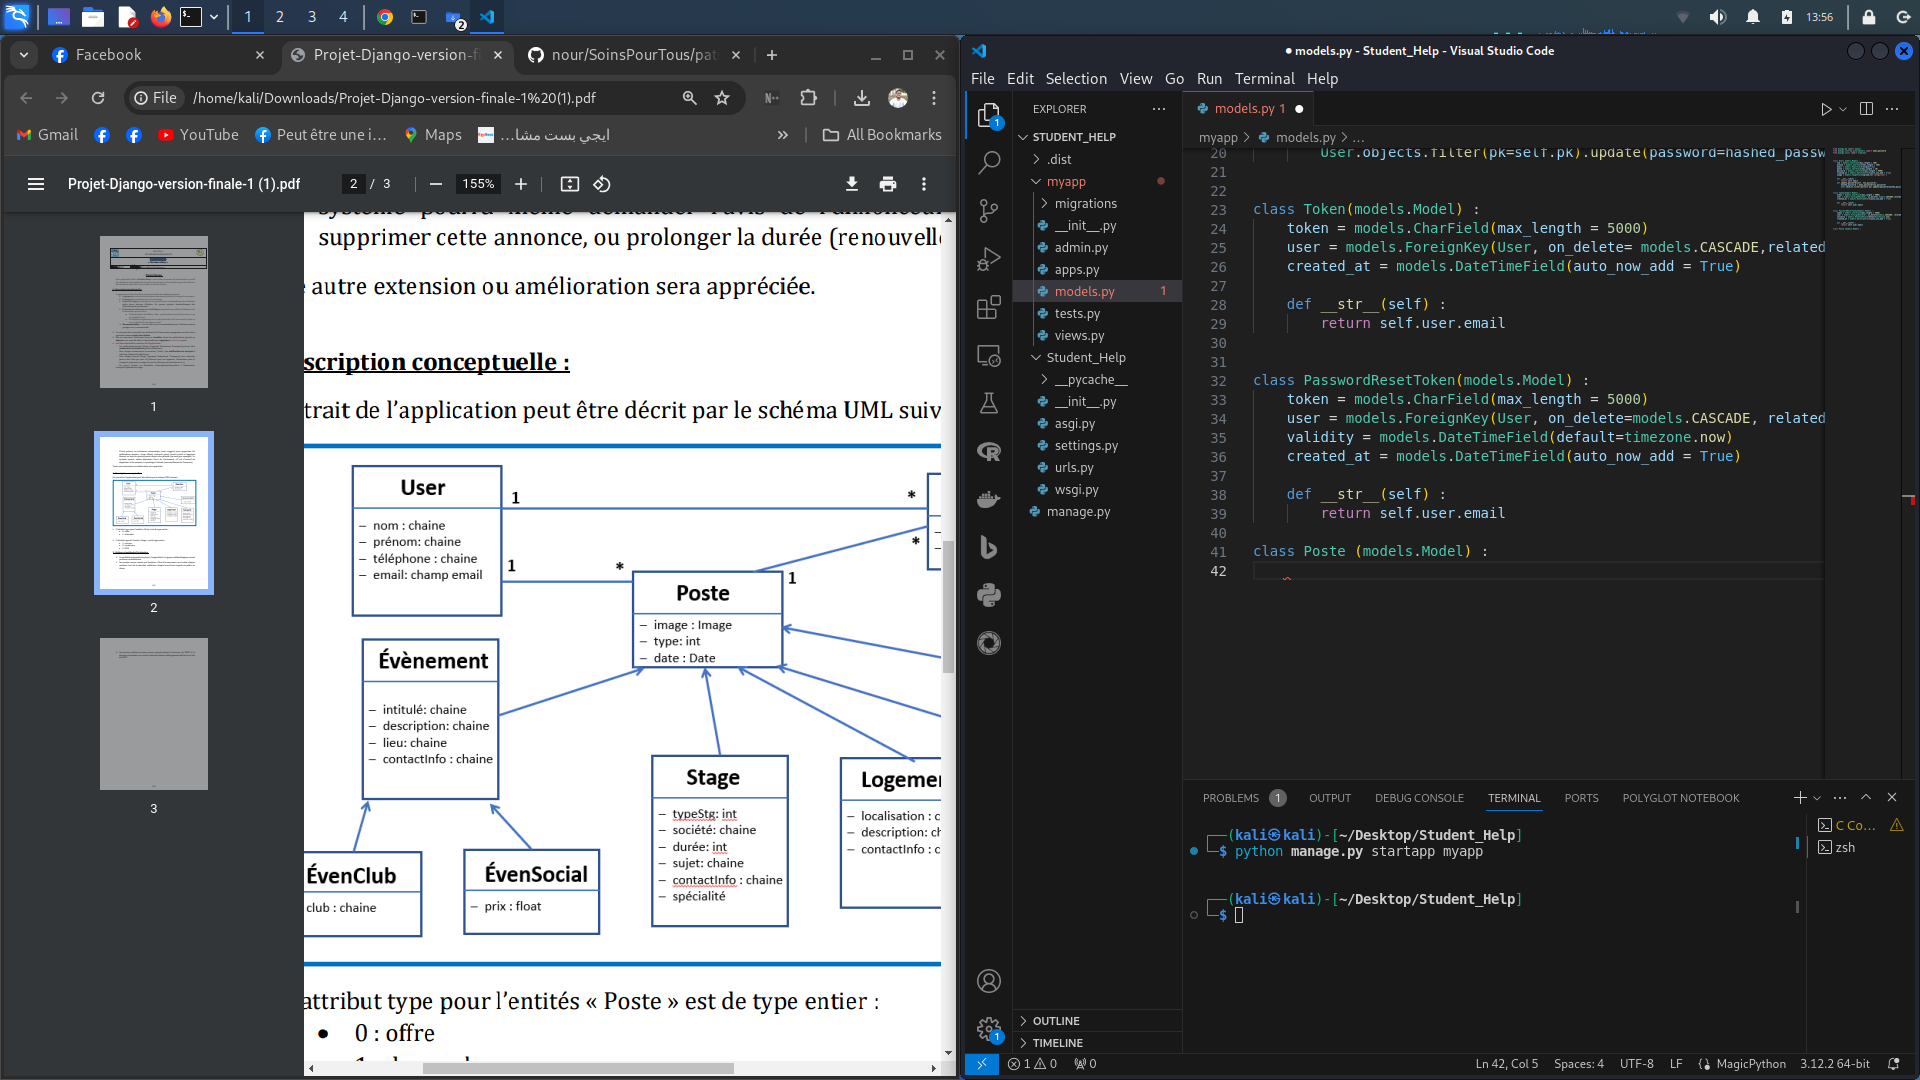 1
2
3
4
2
13:56
Facebook
Projet-Django-version-fi
nour/SoinsPourTous/pati
File
/home/kali/Downloads/Projet-Django-version-finale-1%20(1).pdf
Gmail
YouTube
Peut être une i...
Maps
ايجي بست مشا...
All Bookmarks
Projet-Django-version-finale-1 (1).pdf
2 / 3
155%
1
2
3
supprimer cette annonce, ou prolonger la durée (renouvelle
autre extension ou amélioration sera appréciée.
scription conceptuelle :
trait de l'application peut être décrit par le schéma UML suiv
User
– nom : chaine
– prénom: chaine
– téléphone : chaine
– email: champ email
1
*
1
*
*
1
Poste
– image : Image
– type: int
– date : Date
Évènement
– intitulé: chaine
– description: chaine
– lieu: chaine
– contactInfo : chaine
Stage
– typeStg: int
– société: chaine
– durée: int
– sujet: chaine
– contactInfo : chaine
– spécialité
Logeme
– localisation : c
– description: ch
– contactInfo : c
ÉvenClub
club : chaine
ÉvenSocial
– prix : float
attribut type pour l'entités « Poste » est de type entier :
• 0 : offre
models.py - Student_Help - Visual Studio Code
File Edit Selection View Go Run Terminal Help
EXPLORER
STUDENT_HELP
.dist
myapp
migrations
__init__.py
admin.py
apps.py
models.py 1
tests.py
views.py
Student_Help
__pycache__
__init__.py
asgi.py
settings.py
urls.py
wsgi.py
manage.py
OUTLINE
TIMELINE
models.py 1
myapp > models.py > ...
20 User.objects.filter(pk=self.pk).update(password=hashed_passw
21
22
23 class Token(models.Model) :
24 token = models.CharField(max_length = 5000)
25 user = models.ForeignKey(User, on_delete= models.CASCADE,related
26 created_at = models.DateTimeField(auto_now_add = True)
27
28 def __str__(self) :
29 return self.user.email
30
31
32 class PasswordResetToken(models.Model) :
33 token = models.CharField(max_length = 5000)
34 user = models.ForeignKey(User, on_delete=models.CASCADE, related
35 validity = models.DateTimeField(default=timezone.now)
36 created_at = models.DateTimeField(auto_now_add = True)
37
38 def __str__(self) :
39 return self.user.email
40
41 class Poste (models.Model) :
42
PROBLEMS 1 OUTPUT DEBUG CONSOLE TERMINAL PORTS POLYGLOT NOTEBOOK
(kali㉿kali)-[~/Desktop/Student_Help]
$ python manage.py startapp myapp
(kali㉿kali)-[~/Desktop/Student_Help]
$
C Co...
zsh
1
1
1 0 0
Ln 42, Col 5 Spaces: 4 UTF-8 LF MagicPython 3.12.2 64-bit